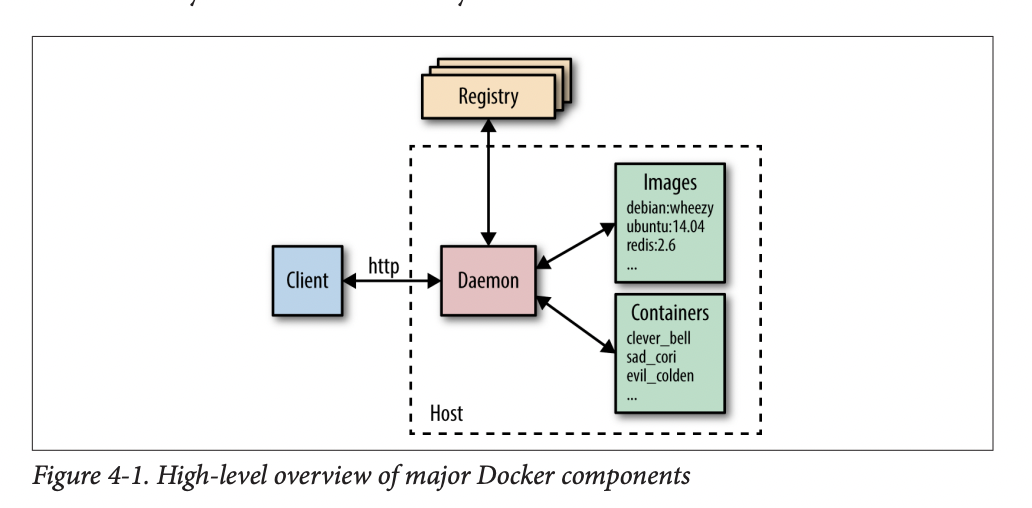 Registry
Images
debian:wheezy
ubuntu:14.04
redis:2.6
...
Client
http
Daemon
Containers
clever_bell
sad_cori
evil_colden
...
Host
Figure 4-1. High-level overview of major Docker components